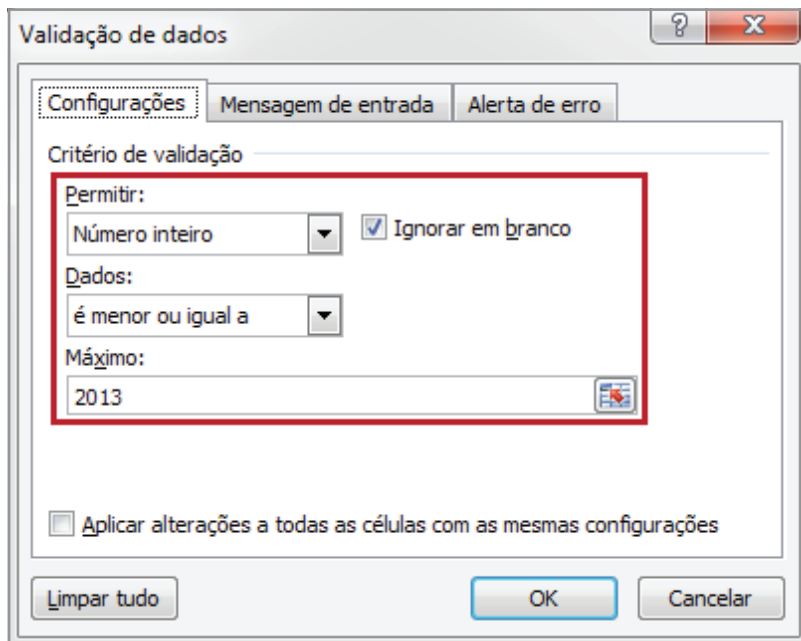 Validação de dados
?
X
Configurações
Mensagem de entrada
Alerta de erro
Critério de validação
Permitir:
Número inteiro
Ignorar em branco
Dados:
é menor ou igual a
Máximo:
2013
Aplicar alterações a todas as células com as mesmas configurações
Limpar tudo
OK
Cancelar